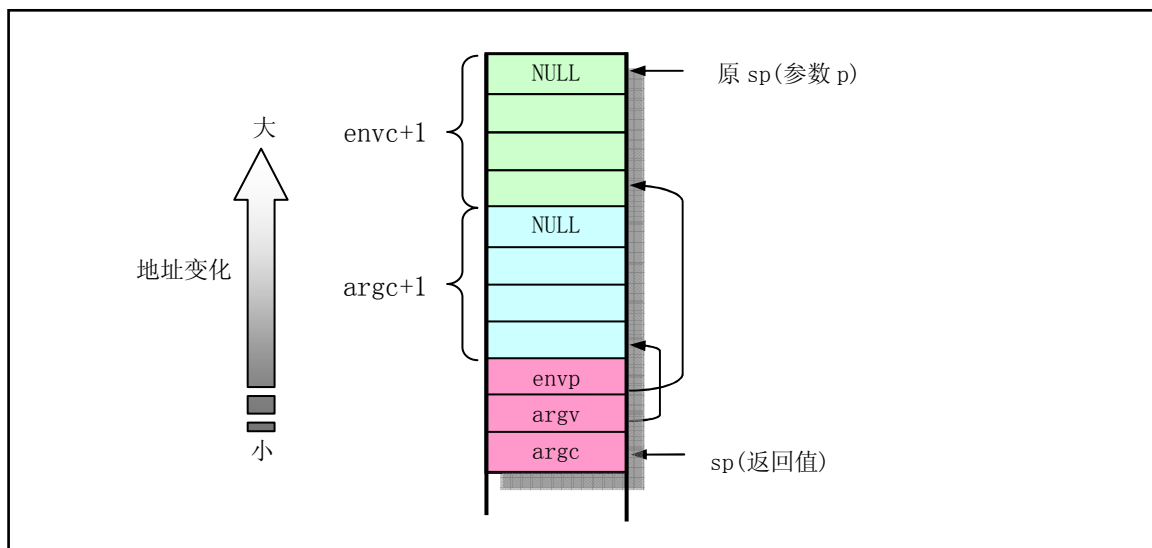 NULL
原 sp(参数 p)
大
envc+1
NULL
地址变化
argc+1
envp
argv
argc
sp(返回值)
小